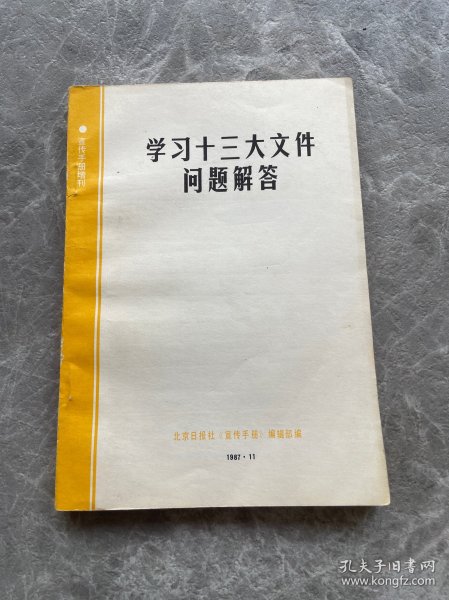 宣传手册增刊
学习十三大文件
问题解答
北京日报社《宣传手册》编辑部编
1987·11
孔夫子旧书网
www.kongfz.com